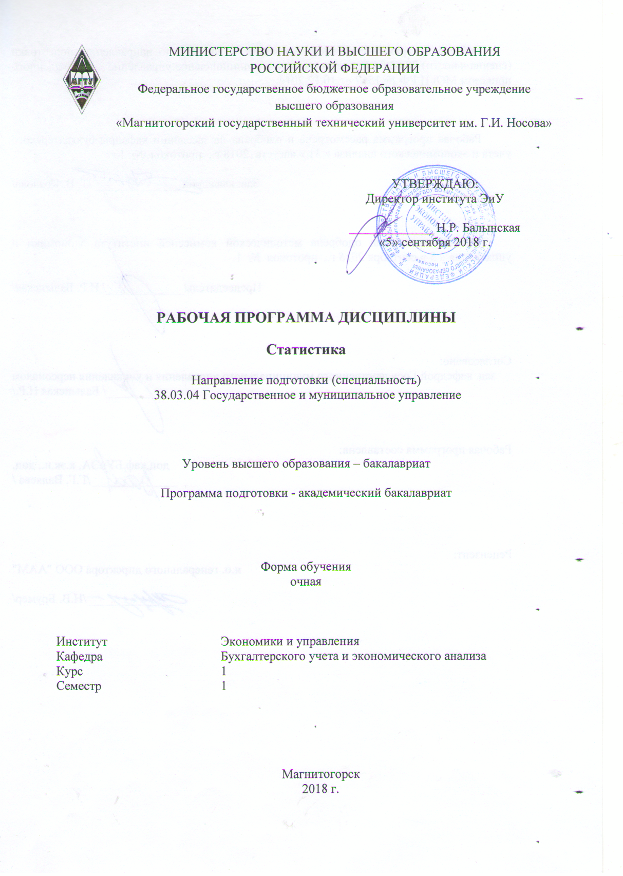 МИНИСТЕРСТВО НАУКИ И ВЫСШЕГО ОБРАЗОВАНИЯ
РОССИЙСКОЙ ФЕДЕРАЦИИ
Федеральное государственное бюджетное образовательное учреждение
высшего образования
«Магнитогорский государственный технический университет им. Г.И. Носова»
УТВЕРЖДАЮ:
Директор института ЭиУ
Н.Р. Балынская
«5» сентября 2018 г.
РАБОЧАЯ ПРОГРАММА ДИСЦИПЛИНЫ
Статистика
Направление подготовки (специальность)
38.03.04 Государственное и муниципальное управление
Уровень высшего образования – бакалавриат
Программа подготовки - академический бакалавриат
Форма обучения
очная
Институт Экономики и управления
Кафедра Бухгалтерского учета и экономического анализа
Курс 1
Семестр 1
Магнитогорск
2018 г.